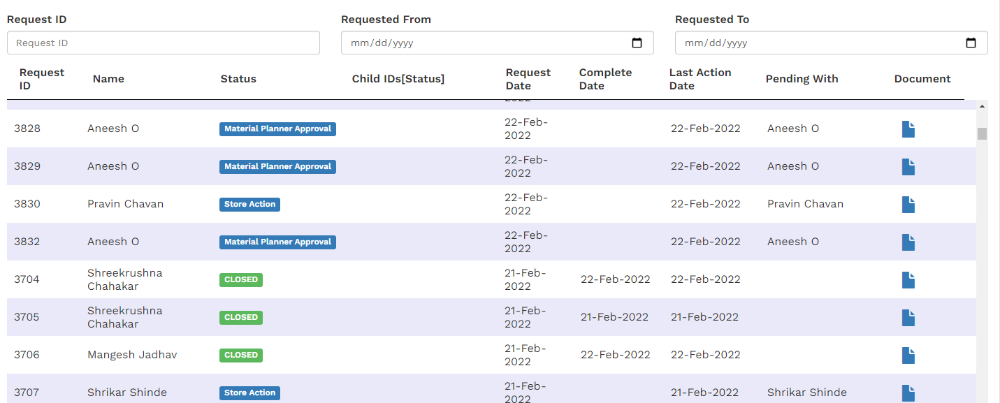 Request ID Requested From Requested To
Request ID mm/dd/yyyy mm/dd/yyyy
Request ID Name Status Child IDs[Status] Request Date Complete Date Last Action Date Pending With Document
2022
3828 Aneesh O Material Planner Approval 22-Feb-2022 22-Feb-2022 Aneesh O
3829 Aneesh O Material Planner Approval 22-Feb-2022 22-Feb-2022 Aneesh O
3830 Pravin Chavan Store Action 22-Feb-2022 22-Feb-2022 Pravin Chavan
3832 Aneesh O Material Planner Approval 22-Feb-2022 22-Feb-2022 Aneesh O
3704 Shreekrushna Chahakar CLOSED 21-Feb-2022 22-Feb-2022 22-Feb-2022
3705 Shreekrushna Chahakar CLOSED 21-Feb-2022 21-Feb-2022 21-Feb-2022
3706 Mangesh Jadhav CLOSED 21-Feb-2022 22-Feb-2022 22-Feb-2022
3707 Shrikar Shinde Store Action 21-Feb-2022 21-Feb-2022 Shrikar Shinde